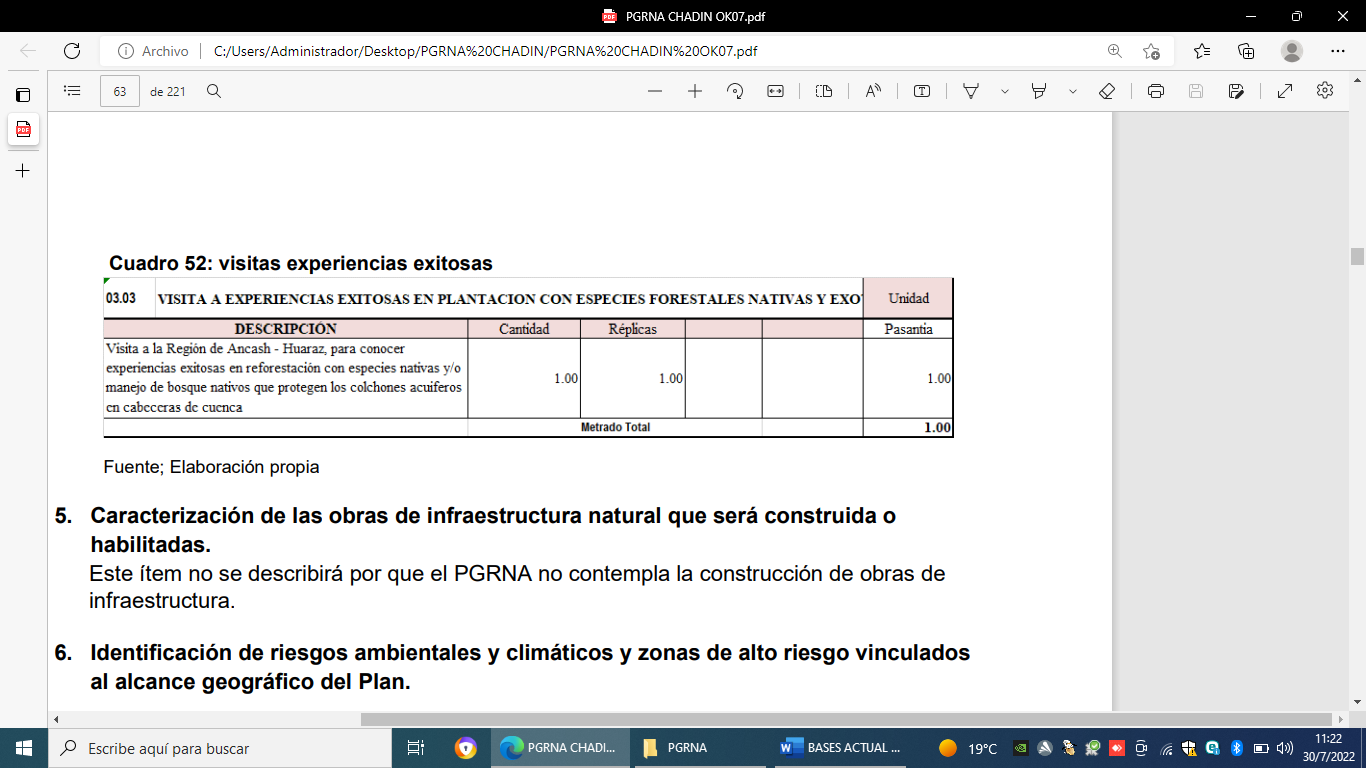 PGRNA CHADIN OK07.pdf
Archivo
C:/Users/Administrador/Desktop/PGRNA%20CHADIN/PGRNA%20CHADIN%20OK07.pdf
63 de 221
Cuadro 52: visitas experiencias exitosas
03.03 VISITA A EXPERIENCIAS EXITOSAS EN PLANTACION CON ESPECIES FORESTALES NATIVAS Y EXO Unidad
DESCRIPCIÓN Cantidad Réplicas Pasantia
Visita a la Región de Ancash - Huaraz, para conocer
experiencias exitosas en reforestación con especies nativas y/o
manejo de bosque nativos que protegen los colchones acuiferos
en cabeceras de cuenca
1.00 1.00 1.00
Metrado Total 1.00
Fuente; Elaboración propia
5. Caracterización de las obras de infraestructura natural que será construida o
habilitadas.
Este ítem no se describirá por que el PGRNA no contempla la construcción de obras de
infraestructura.
6. Identificación de riesgos ambientales y climáticos y zonas de alto riesgo vinculados
al alcance geográfico del Plan.
Escribe aquí para buscar
PGRNA CHADI...
PGRNA
BASES ACTUAL ...
19°C
11:22
30/7/2022